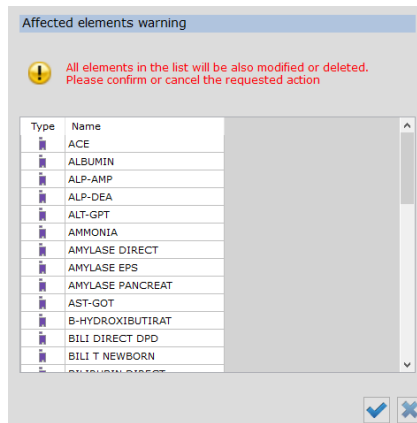 Affected elements warning
All elements in the list will be also modified or deleted.
Please confirm or cancel the requested action
Type Name
ACE
ALBUMIN
ALP-AMP
ALP-DEA
ALT-GPT
AMMONIA
AMYLASE DIRECT
AMYLASE EPS
AMYLASE PANCREAT
AST-GOT
B-HYDROXIBUTIRAT
BILI DIRECT DPD
BILI T NEWBORN
BILIRUBIN DIRECT